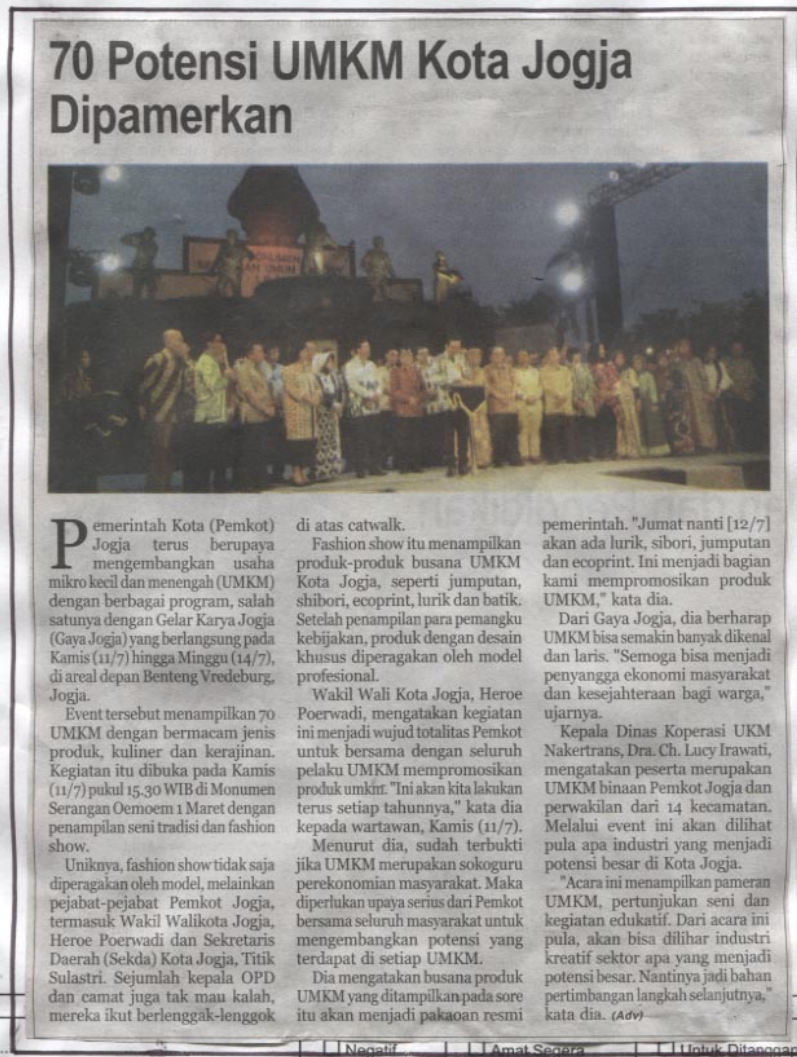 70 Potensi UMKM Kota Jogja
Dipamerkan
Pemerintah Kota (Pemkot)
Jogja terus berupaya
mengembangkan usaha
mikro kecil dan menengah (UMKM)
dengan berbagai program, salah
satunya dengan Gelar Karya Jogja
(Gaya Jogja) yang berlangsung pada
Kamis (11/7) hingga Minggu (14/7),
di areal depan Benteng Vredeburg,
Jogja.
Event tersebut menampilkan 70
UMKM dengan bermacam jenis
produk, kuliner dan kerajinan.
Kegiatan itu dibuka pada Kamis
(11/7) pukul 15.30 WIB di Monumen
Serangan Oemoem 1 Maret dengan
penampilan seni tradisi dan fashion
show.
Uniknya, fashion show tidak saja
diperagakan oleh model, melainkan
pejabat-pejabat Pemkot Jogja,
termasuk Wakil Walikota Jogja,
Heroe Poerwadi dan Sekretaris
Daerah (Sekda) Kota Jogja, Titik
Sulastri. Sejumlah kepala OPD
dan camat juga tak mau kalah,
mereka ikut berlenggak-lenggok
di atas catwalk.
Fashion show itu menampilkan
produk-produk busana UMKM
Kota Jogja, seperti jumputan,
shibori, ecoprint, lurik dan batik.
Setelah penampilan para pemangku
kebijakan, produk dengan desain
khusus diperagakan oleh model
profesional.
Wakil Wali Kota Jogja, Heroe
Poerwadi, mengatakan kegiatan
ini menjadi wujud totalitas Pemkot
untuk bersama dengan seluruh
pelaku UMKM mempromosikan
produk umkm. "Ini akan kita lakukan
terus setiap tahunnya," kata dia
kepada wartawan, Kamis (11/7).
Menurut dia, sudah terbukti
jika UMKM merupakan sokoguru
perekonomian masyarakat. Maka
diperlukan upaya serius dari Pemkot
bersama seluruh masyarakat untuk
mengembangkan potensi yang
terdapat di setiap UMKM.
Dia mengatakan busana produk
UMKM yang ditampilkan pada sore
itu akan menjadi pakaoan resmi
pemerintah. "Jumat nanti [12/7]
akan ada lurik, sibori, jumputan
dan ecoprint. Ini menjadi bagian
kami mempromosikan produk
UMKM," kata dia.
Dari Gaya Jogja, dia berharap
UMKM bisa semakin banyak dikenal
dan laris. "Semoga bisa menjadi
penyangga ekonomi masyarakat
dan kesejahteraan bagi warga,"
ujarnya.
Kepala Dinas Koperasi UKM
Nakertrans, Dra. Ch. Lucy Irawati,
mengatakan peserta merupakan
UMKM binaan Pemkot Jogja dan
perwakilan dari 14 kecamatan.
Melalui event ini akan dilihat
pula apa industri yang menjadi
potensi besar di Kota Jogja.
"Acara ini menampilkan pameran
UMKM, pertunjukan seni dan
kegiatan edukatif. Dari acara ini
pula, akan bisa dilihar industri
kreatif sektor apa yang menjadi
potensi besar. Nantinya jadi bahan
pertimbangan langkah selanjutnya,"
kata dia. (Adv)
Negatif Amat Segera Untuk Ditanggap